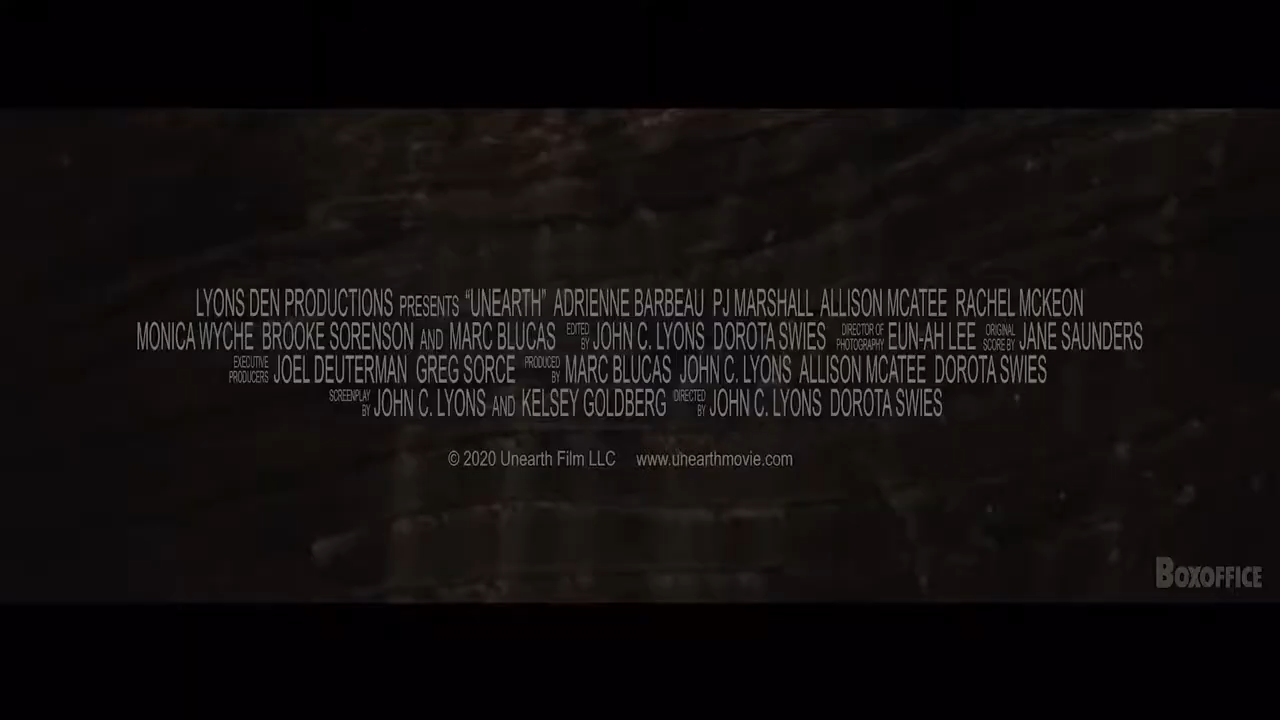 LYONS DEN PRODUCTIONS PRESENTS “UNEARTH” ADRIENNE BARBEAU PJ MARSHALL ALLISON MCATEE RACHEL MCKEON
MONICA WYCHE BROOKE SORENSON AND MARC BLUCAS EDITED BY JOHN C. LYONS DOROTA SWIES DIRECTOR OF PHOTOGRAPHY EUN-AH LEE ORIGINAL SCORE BY JANE SAUNDERS
EXECUTIVE PRODUCERS JOEL DEUTERMAN GREG SORCE PRODUCED BY MARC BLUCAS JOHN C. LYONS ALLISON MCATEE DOROTA SWIES
SCREENPLAY BY JOHN C. LYONS AND KELSEY GOLDBERG DIRECTED BY JOHN C. LYONS DOROTA SWIES
© 2020 Unearth Film LLC www.unearthmovie.com
BOXOFFICE